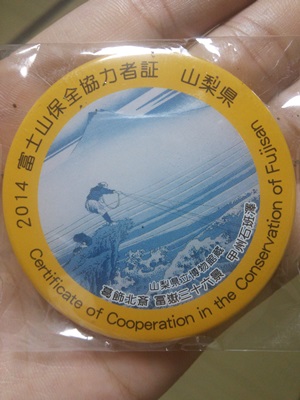 2014 富士山保全協力者証 山梨県
山梨県立博物館蔵
葛飾北斎 富嶽三十六景 甲州石班澤
Certificate of Cooperation in the Conservation of Fujisan